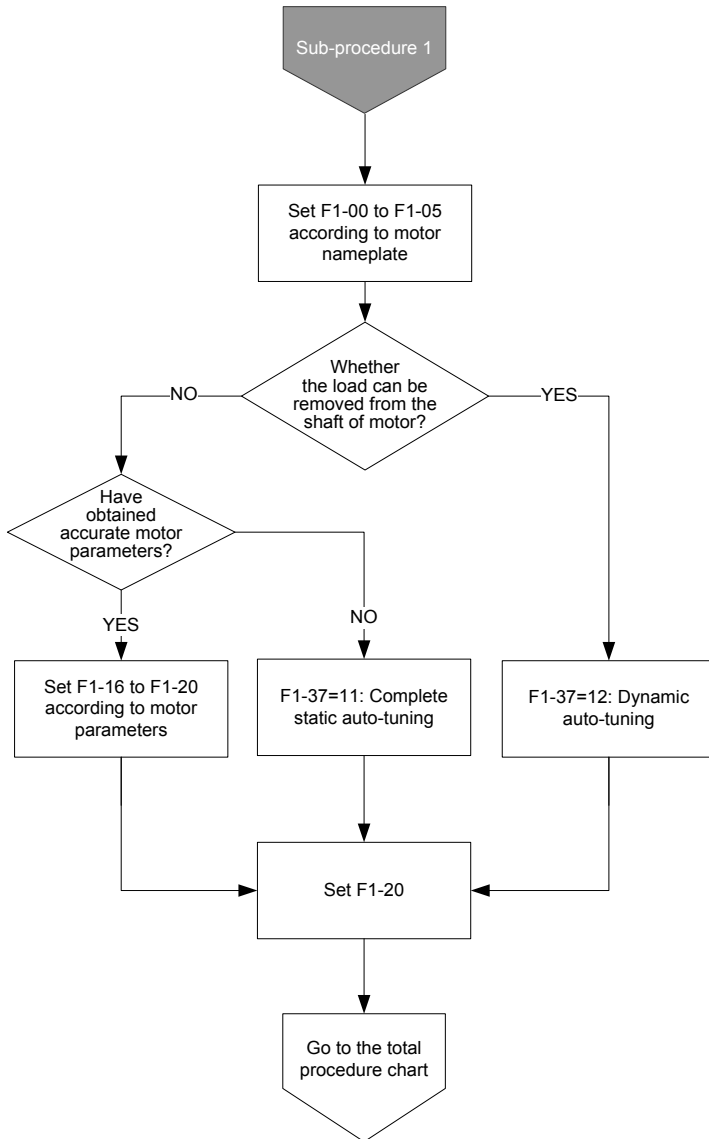 Sub-procedure 1
Set F1-00 to F1-05
according to motor
nameplate
Whether
the load can be
removed from the
shaft of motor?
NO
YES
Have
obtained
accurate motor
parameters?
YES
NO
Set F1-16 to F1-20
according to motor
parameters
F1-37=11: Complete
static auto-tuning
F1-37=12: Dynamic
auto-tuning
Set F1-20
Go to the total
procedure chart